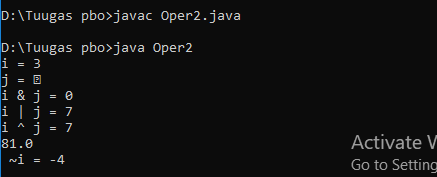 D:\Tuugas pbo>javac Oper2.java
D:\Tuugas pbo>java Oper2
i = 3
j =
i & j = 0
i | j = 7
i ^ j = 7
81.0
~i = -4
Activate
Go to Setting